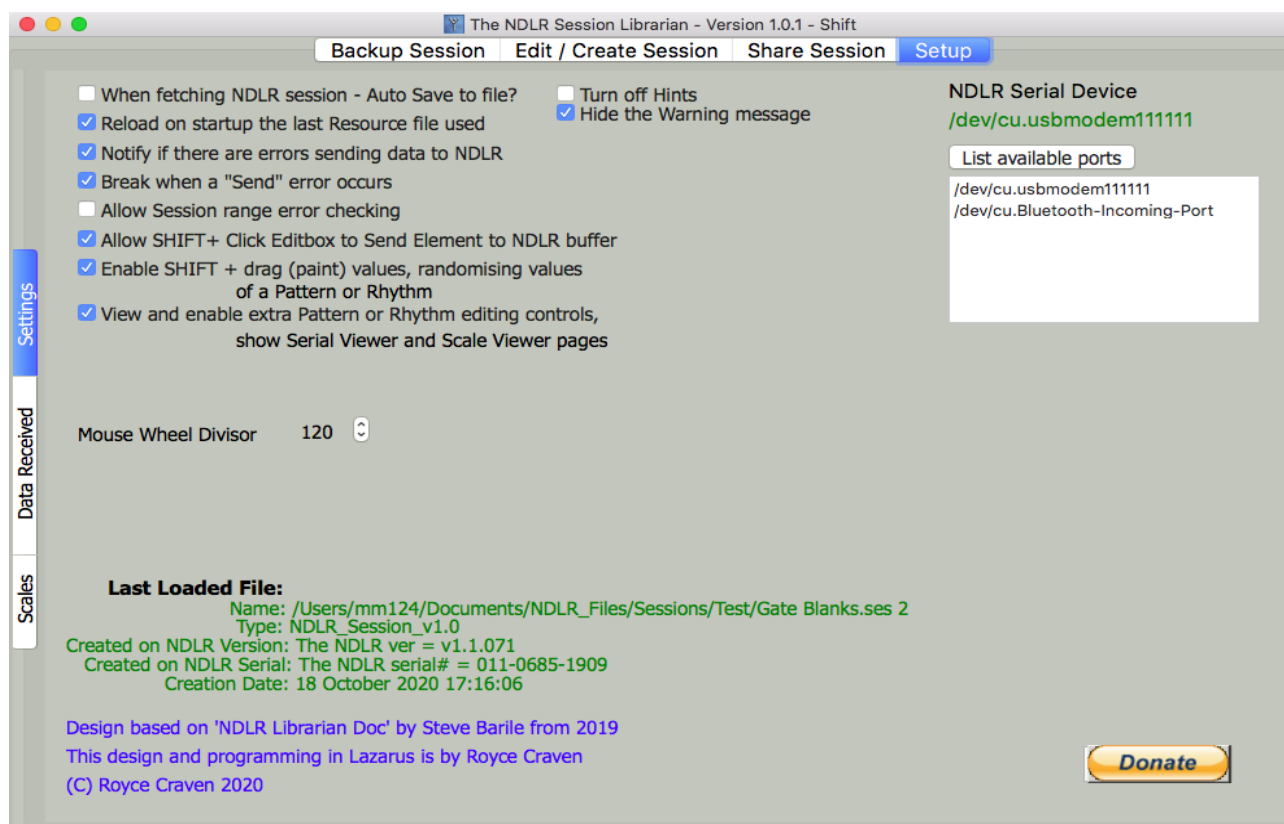 The NDLR Session Librarian - Version 1.0.1 - Shift
Backup Session Edit / Create Session Share Session Setup
When fetching NDLR session - Auto Save to file?
Reload on startup the last Resource file used
Notify if there are errors sending data to NDLR
Break when a "Send" error occurs
Allow Session range error checking
Allow SHIFT+ Click Editbox to Send Element to NDLR buffer
Enable SHIFT + drag (paint) values, randomising values
of a Pattern or Rhythm
View and enable extra Pattern or Rhythm editing controls,
show Serial Viewer and Scale Viewer pages
Turn off Hints
Hide the Warning message
NDLR Serial Device
/dev/cu.usbmodem111111
List available ports
/dev/cu.usbmodem111111
/dev/cu.Bluetooth-Incoming-Port
Settings
Data Received
Scales
Mouse Wheel Divisor 120
Last Loaded File:
Name: /Users/mm124/Documents/NDLR_Files/Sessions/Test/Gate Blanks.ses 2
Type: NDLR_Session_v1.0
Created on NDLR Version: The NDLR ver = v1.1.071
Created on NDLR Serial: The NDLR serial# = 011-0685-1909
Creation Date: 18 October 2020 17:16:06
Design based on 'NDLR Librarian Doc' by Steve Barile from 2019
This design and programming in Lazarus is by Royce Craven
(C) Royce Craven 2020
Donate